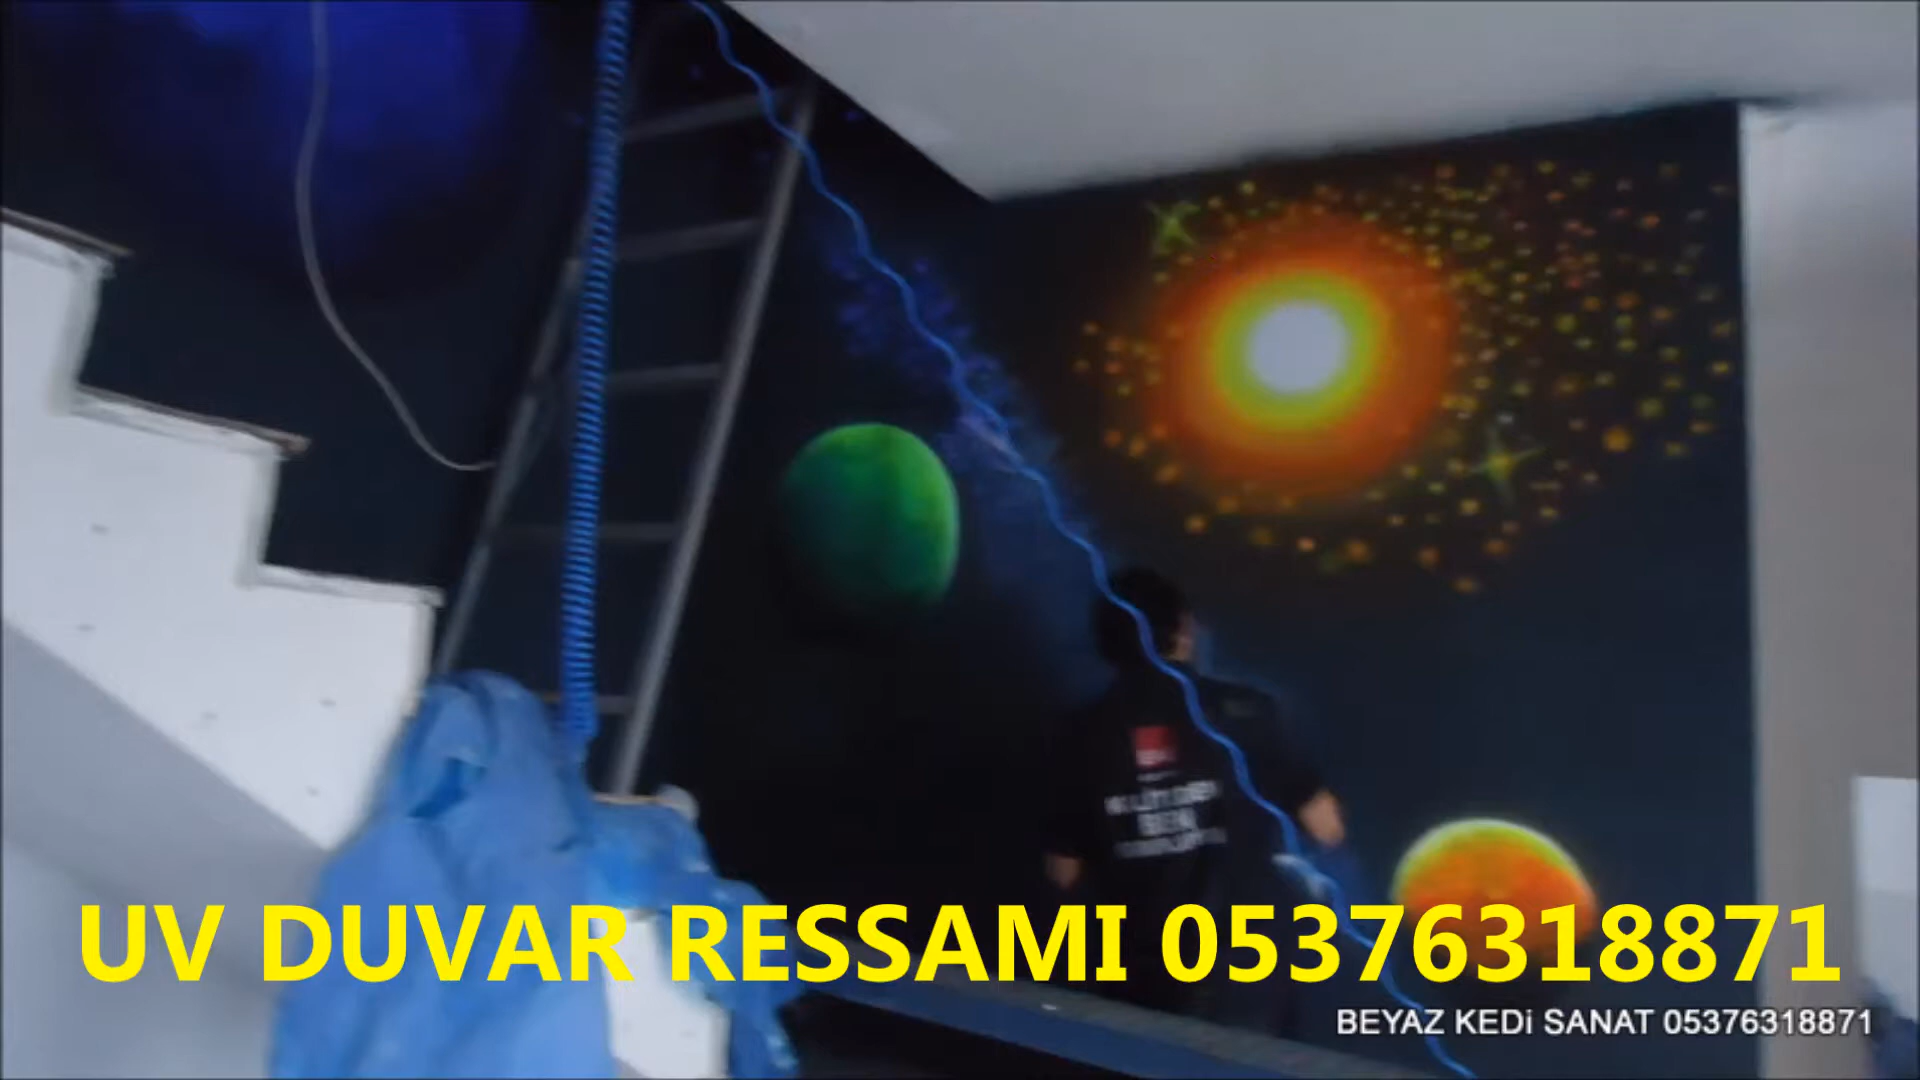 UV DUVAR RESSAMI 05376318871
BEYAZ KEDİ SANAT 05376318871